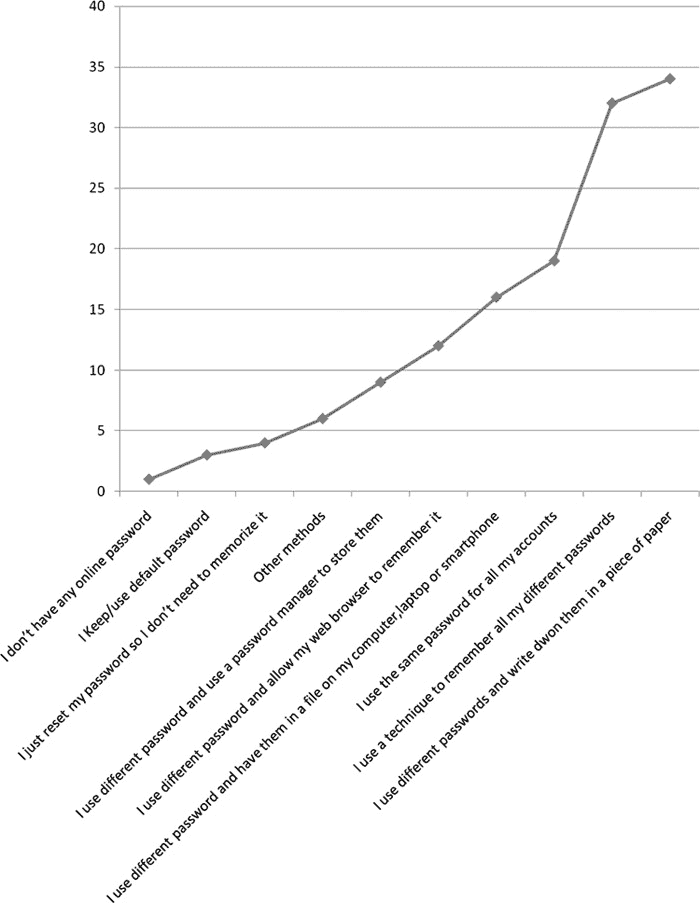 40
35
30
25
20
15
10
5
0
I don't have any online password
I Keep/use default password
I just reset my password so I don't need to memorize it
Other methods
I use different password and use a password manager to store them
I use different password and allow my web browser to remember it
I use different password and have them in a file on my computer,laptop or smartphone
I use the same password for all my accounts
I use a technique to remember all my different passwords
I use different passwords and write dwon them in a piece of paper